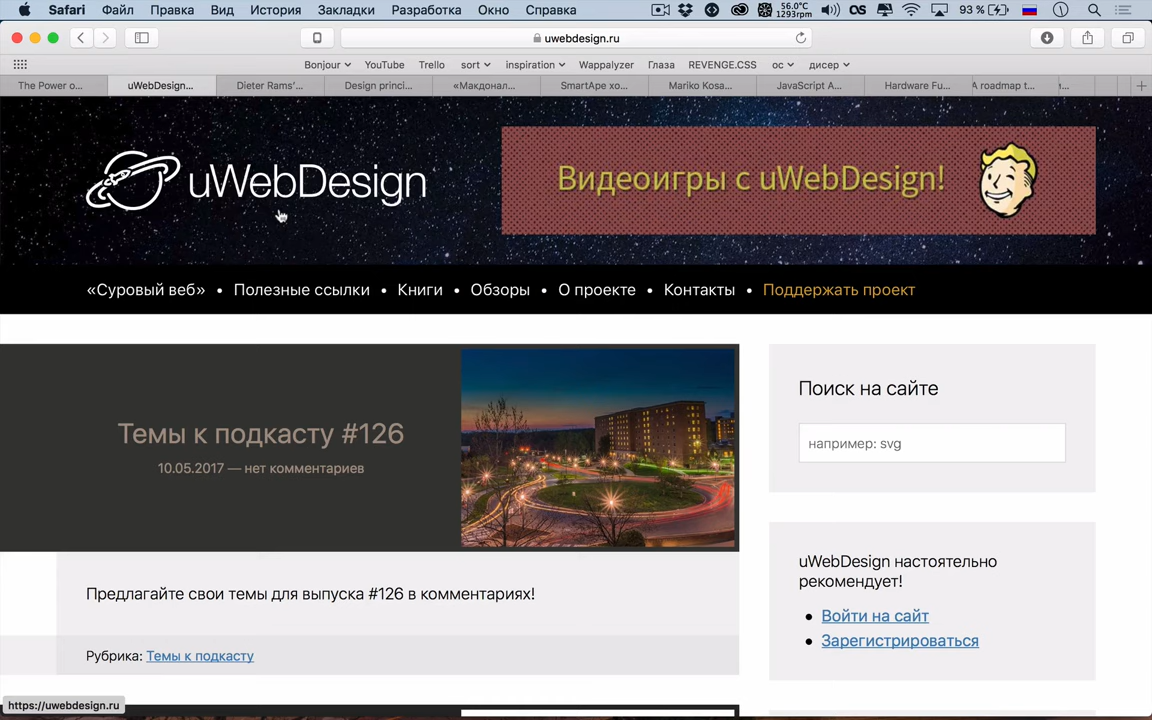 Safari Файл Правка Вид История Закладки Разработка Окно Справка 56.0°C 1293rpm 93 %
uwebdesign.ru
Bonjour YouTube Trello sort inspiration Wappalyzer Глаза REVENGE.CSS ос дисер
The Power o... uWebDesign... Dieter Rams'... Design princi... «Макдонал... SmartApe хо... Mariko Kosa... JavaScript A... Hardware Fu... A roadmap t...
uWebDesign
Видеоигры с uWebDesign!
«Суровый веб» • Полезные ссылки • Книги • Обзоры • О проекте • Контакты • Поддержать проект
Темы к подкасту #126
10.05.2017 — нет комментариев
Предлагайте свои темы для выпуска #126 в комментариях!
Рубрика: Темы к подкасту
Поиск на сайте
например: svg
uWebDesign настоятельно
рекомендует!
Войти на сайт
Зарегистрироваться
https://uwebdesign.ru